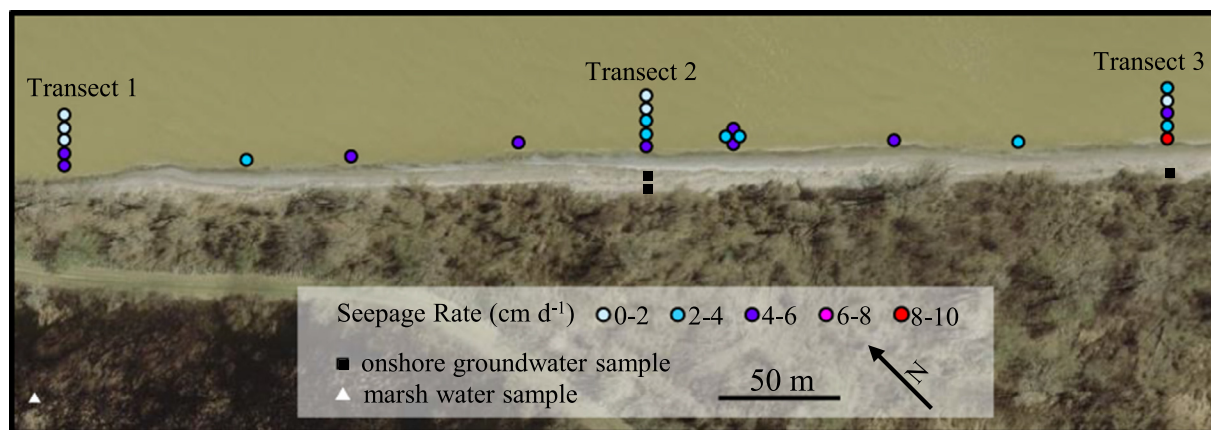 Transect 1
Transect 2
Transect 3
Seepage Rate (cm d⁻¹) 0-2 2-4 4-6 6-8 8-10
onshore groundwater sample
marsh water sample
50 m
N